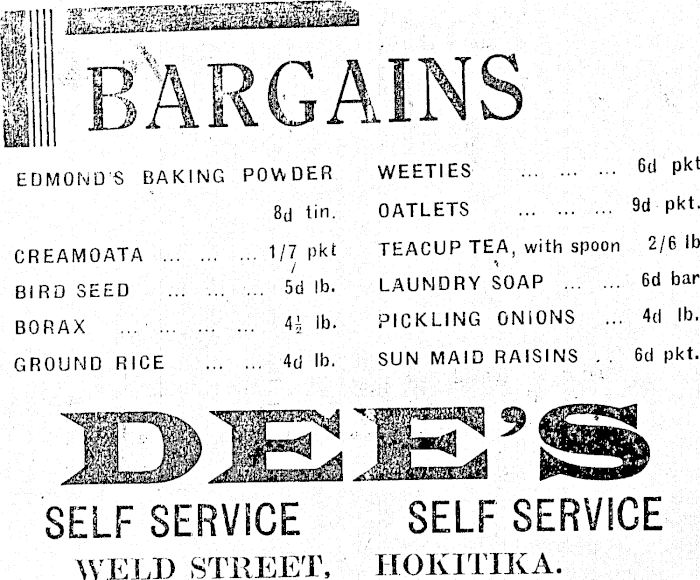 BARGAINS
EDMOND'S BAKING POWDER
8d tin.
CREAMOATA ... ... ... 1/7 pkt
BIRD SEED ... ... ... 5d lb.
BORAX ... ... ... ... 4½ lb.
GROUND RICE ... ... 4d lb.
WEETIES ... ... ... 6d pkt
OATLETS ... ... ... 9d pkt.
TEACUP TEA, with spoon 2/6 lb
LAUNDRY SOAP ... ... 6d bar
PICKLING ONIONS ... 4d lb.
SUN MAID RAISINS .. 6d pkt.
DEE'S
SELF SERVICE SELF SERVICE
WELD STREET, HOKITIKA.